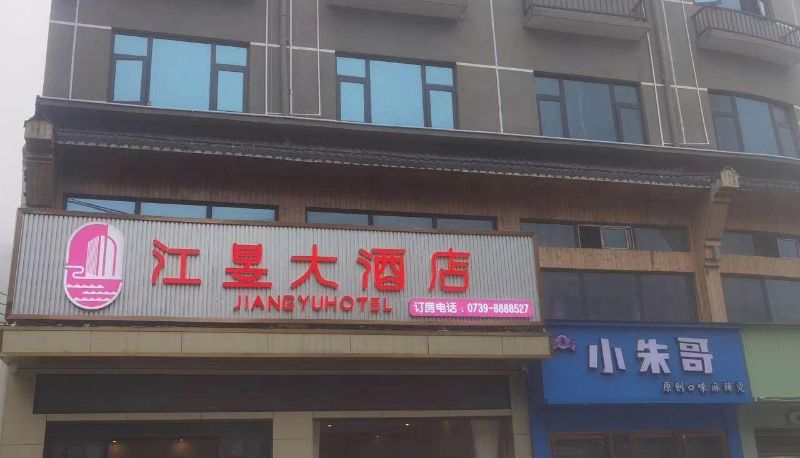 江昱大酒店
JIANGYUHOTEL
订房电话：0739-8888527
小朱哥
原创口味麻辣烫